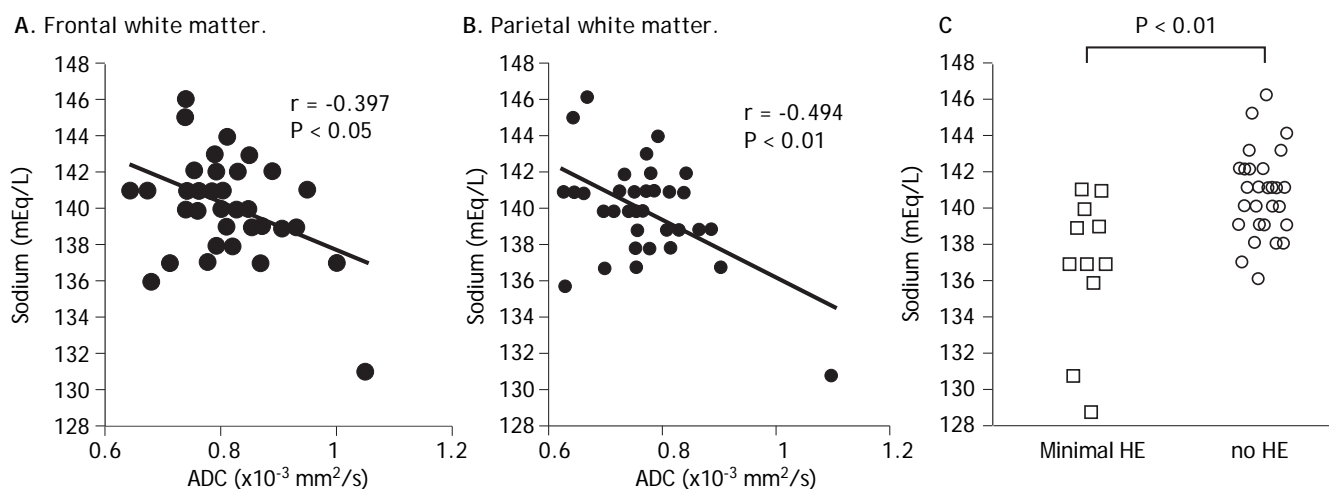 A. Frontal white matter.
148
146
144
142
140
138
136
134
132
130
128
Sodium (mEq/L)
r = -0.397
P < 0.05
0.6 0.8 1 1.2
ADC (x10-3 mm2/s)
B. Parietal white matter.
148
146
144
142
140
138
136
134
132
130
128
Sodium (mEq/L)
r = -0.494
P < 0.01
0.6 0.8 1 1.2
ADC (x10-3 mm2/s)
C
P < 0.01
148
146
144
142
140
138
136
134
132
130
128
Sodium (mEq/L)
Minimal HE no HE